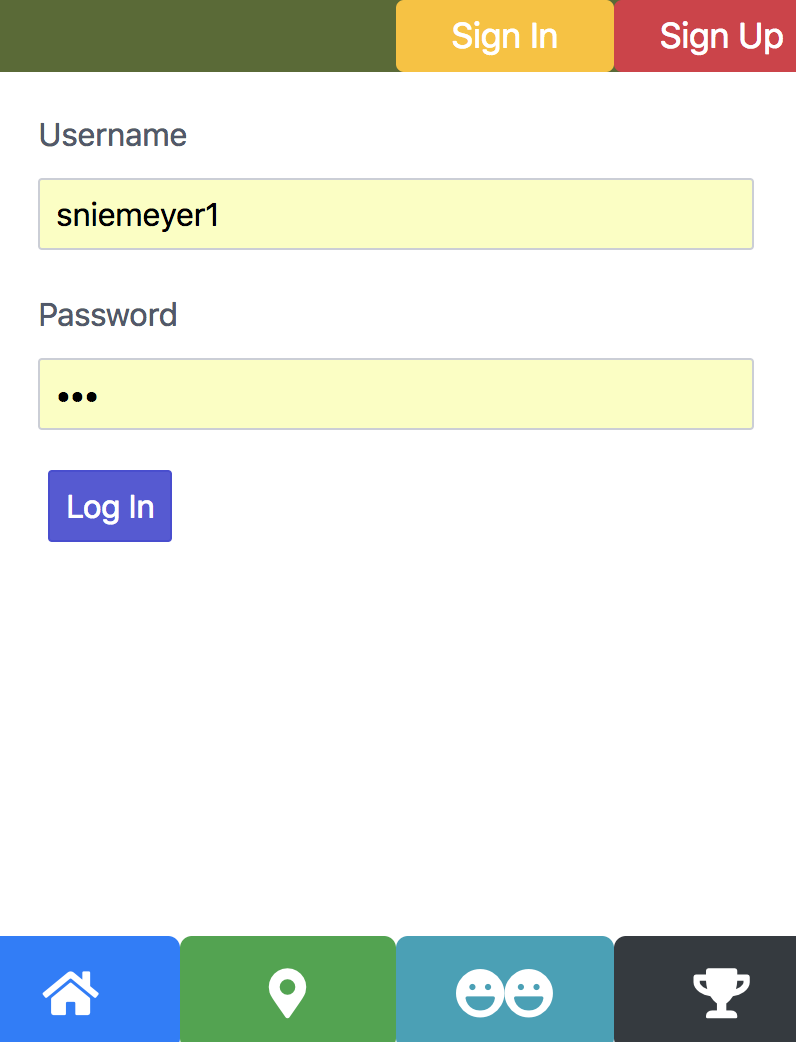 Sign In Sign Up
Username
sniemeyer1
Password
•••
Log In